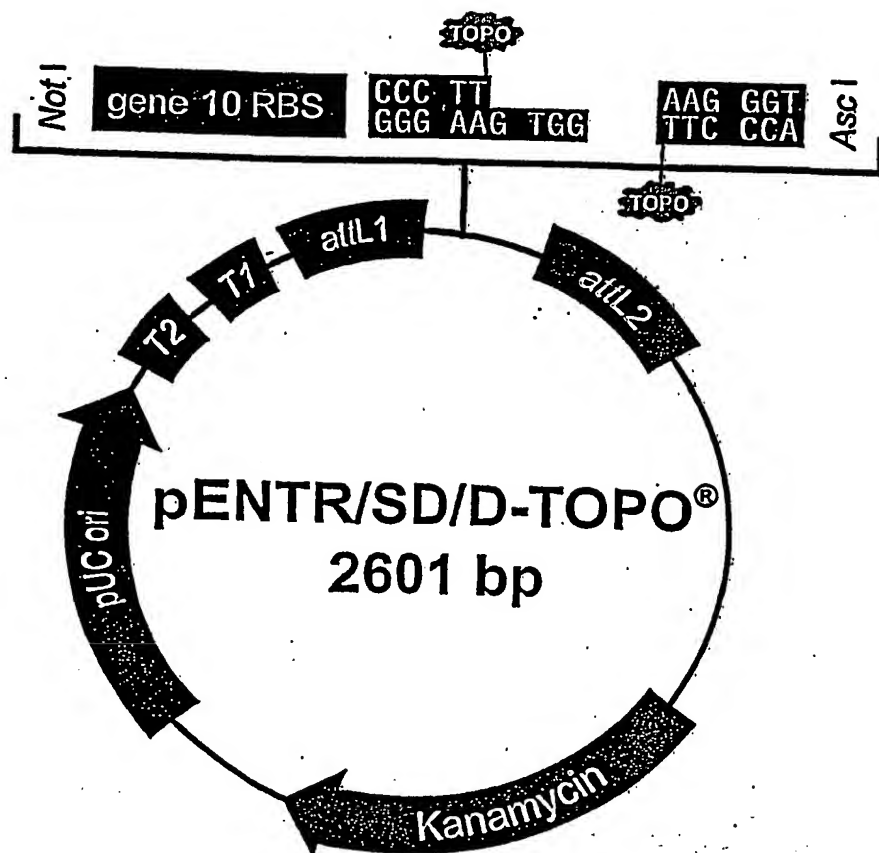 TOPO
Not I
gene 10 RBS
CCC TT
GGG AAG TGG
AAG GGT
TTC CCA
Asc I
TOPO
attL1
attL2
T1
T2
pUC ori
pENTR/SD/D-TOPO®
2601 bp
Kanamycin